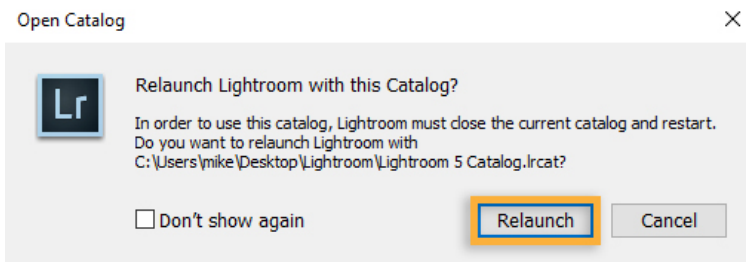 Open Catalog
Lr
Relaunch Lightroom with this Catalog?
In order to use this catalog, Lightroom must close the current catalog and restart.
Do you want to relaunch Lightroom with
C:\Users\mike\Desktop\Lightroom\Lightroom 5 Catalog.lrcat?
Don't show again
Relaunch
Cancel